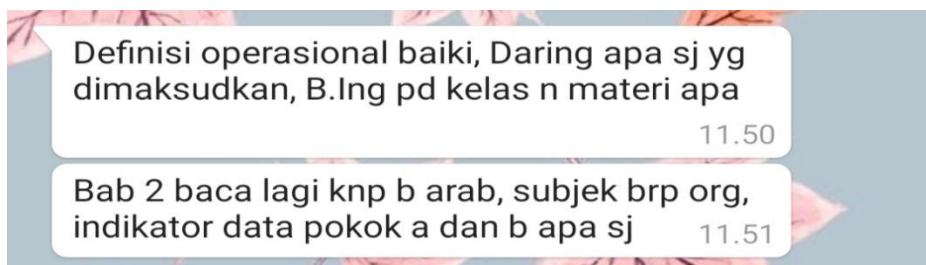 Definisi operasional baiki, Daring apa sj yg
dimaksudkan, B.Ing pd kelas n materi apa
11.50
Bab 2 baca lagi knp b arab, subjek brp org,
indikator data pokok a dan b apa sj
11.51